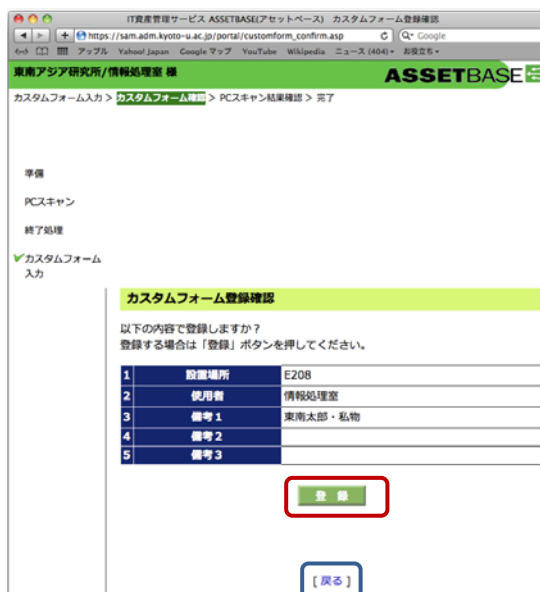 IT資産管理サービス ASSETBASE(アセットベース) カスタムフォーム登録確認
https://sam.adm.kyoto-u.ac.jp/portal/customform_confirm.asp
Google
アップル Yahoo! Japan Google マップ YouTube Wikipedia ニュース (404) お役立ち
東南アジア研究所/情報処理室 様
ASSETBASE
カスタムフォーム入力 > カスタムフォーム確認 > PCスキャン結果確認 > 完了
準備
PCスキャン
終了処理
カスタムフォーム
入力
カスタムフォーム登録確認
以下の内容で登録しますか？
登録する場合は「登録」ボタンを押してください。
1 設置場所 E208
2 使用者 情報処理室
3 備考１ 東南太郎・私物
4 備考２
5 備考３
登 録
[ 戻る ]